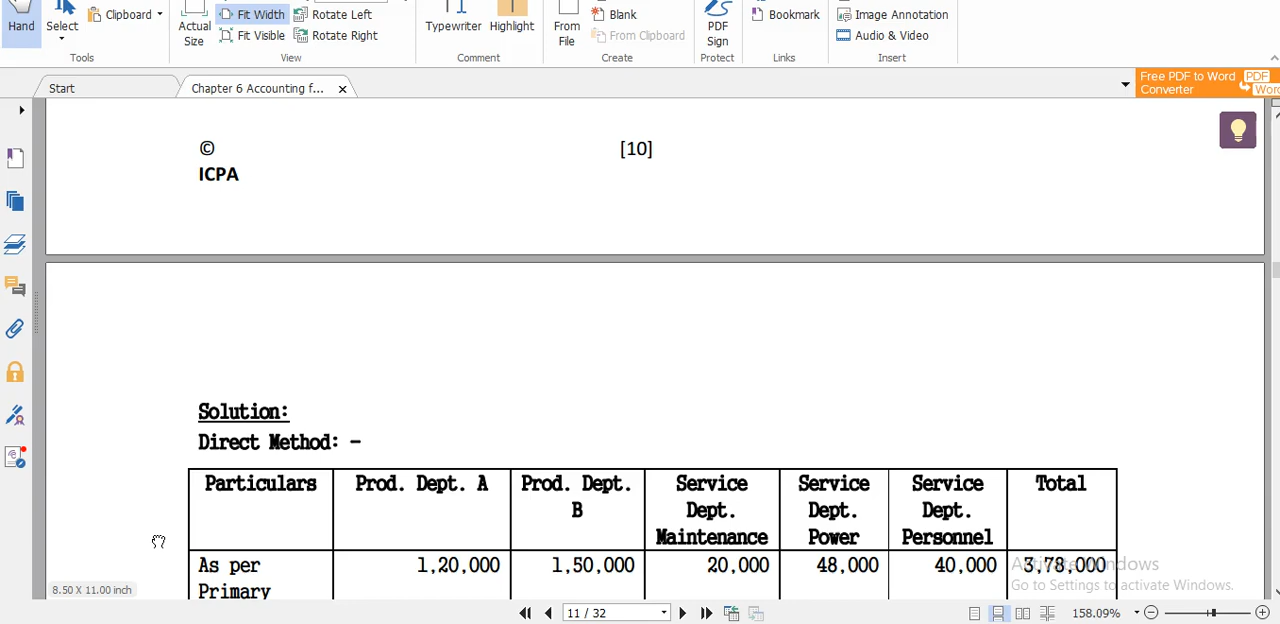 Hand
Select
Clipboard
Actual
Size
Fit Width
Fit Visible
Rotate Left
Rotate Right
Typewriter
Highlight
From
File
Blank
From Clipboard
PDF
Sign
Bookmark
Image Annotation
Audio & Video
Tools
View
Comment
Create
Protect
Links
Insert
Start
Chapter 6 Accounting f...
Free PDF to Word
Converter
PDF
Word
©
[10]
ICPA
Solution:
Direct Method: -
Particulars
Prod. Dept. A
Prod. Dept.
B
Service
Dept.
Maintenance
Service
Dept.
Power
Service
Dept.
Personnel
Total
As per
Primary
1,20,000
1,50,000
20,000
48,000
40,000
3,78,000
Activate Windows
Go to Settings to activate Windows.
8.50 X 11.00 inch
11 / 32
158.09%